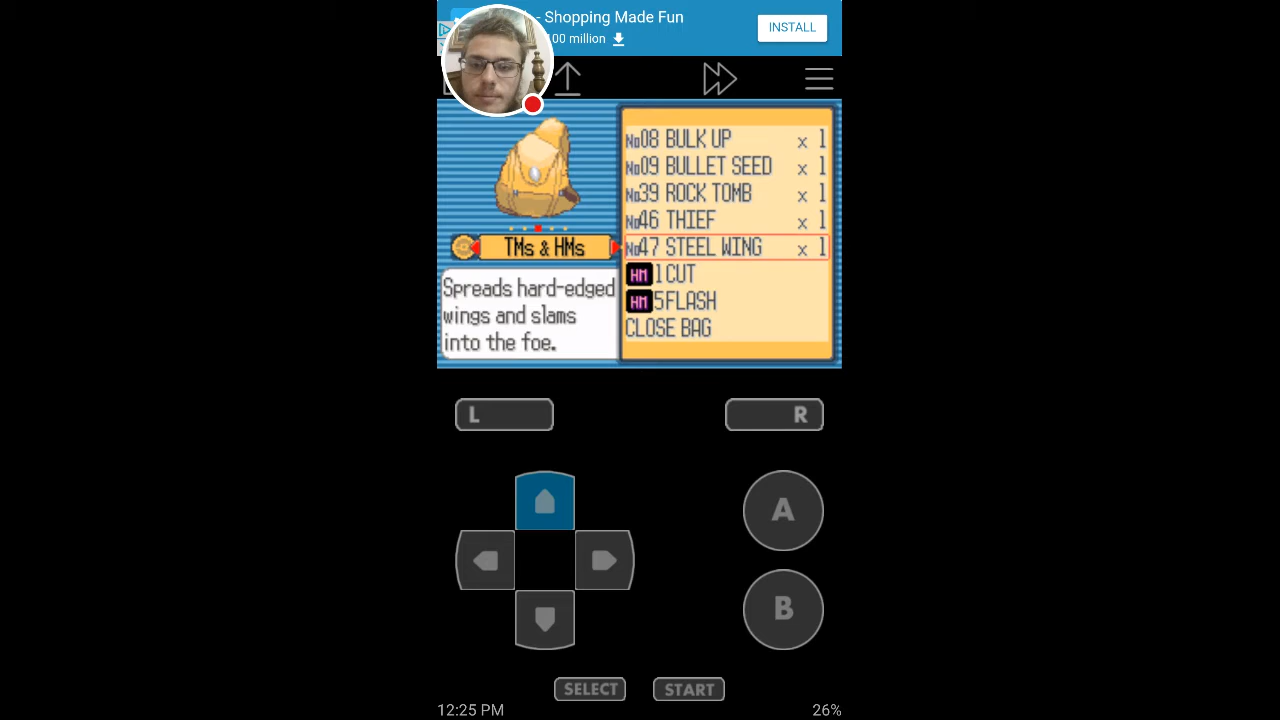 - Shopping Made Fun
100 million
INSTALL
No08 BULK UP x 1
No09 BULLET SEED x 1
No39 ROCK TOMB x 1
No46 THIEF x 1
No47 STEEL WING x 1
HM 1 CUT
HM 5 FLASH
CLOSE BAG
TMs & HMs
Spreads hard-edged
wings and slams
into the foe.
L
R
A
B
SELECT
START
12:25 PM
26%